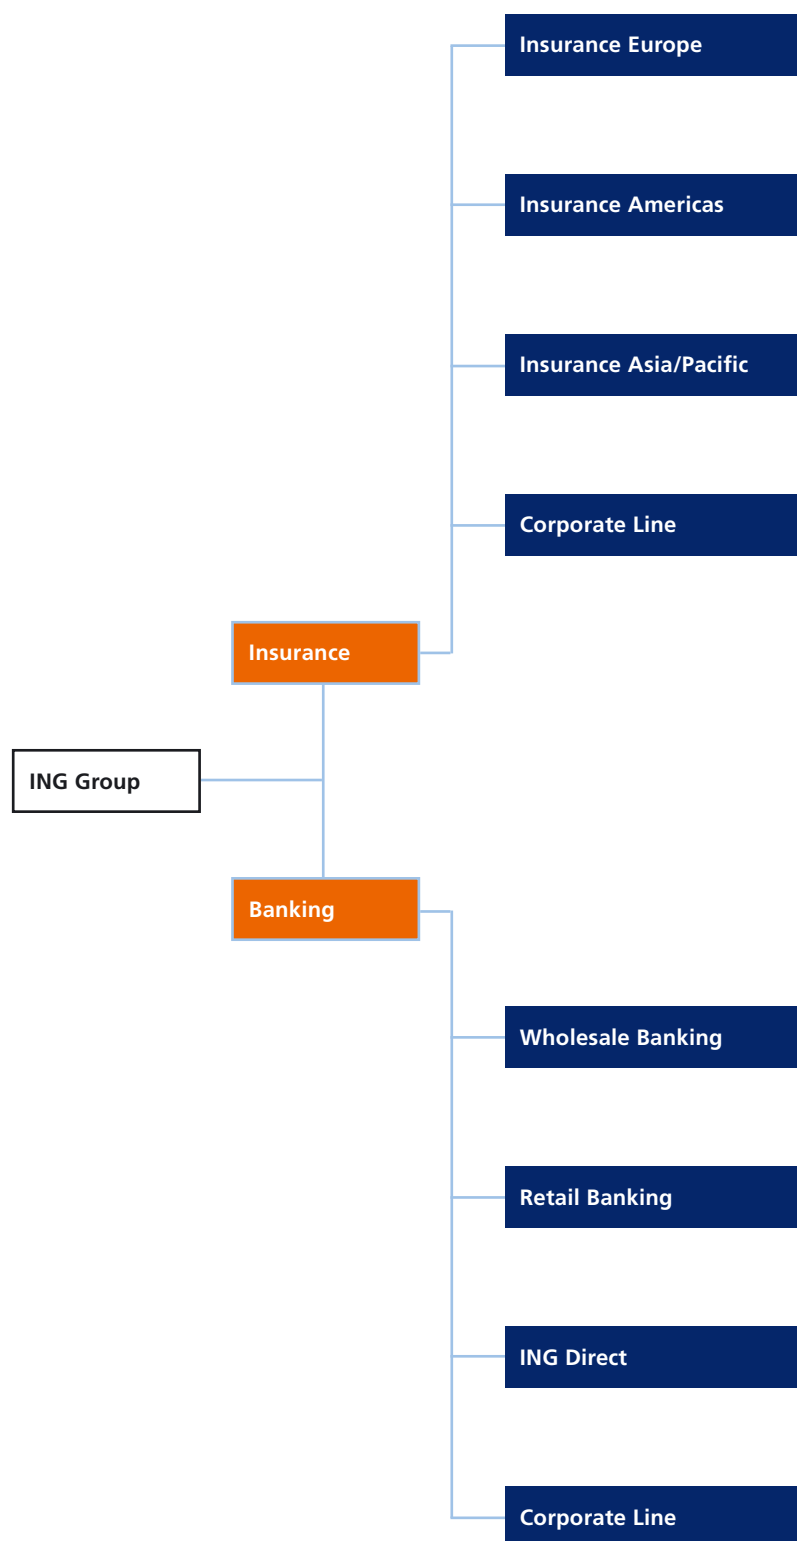 Insurance Europe
Insurance Americas
Insurance Asia/Pacific
Corporate Line
Insurance
ING Group
Banking
Wholesale Banking
Retail Banking
ING Direct
Corporate Line